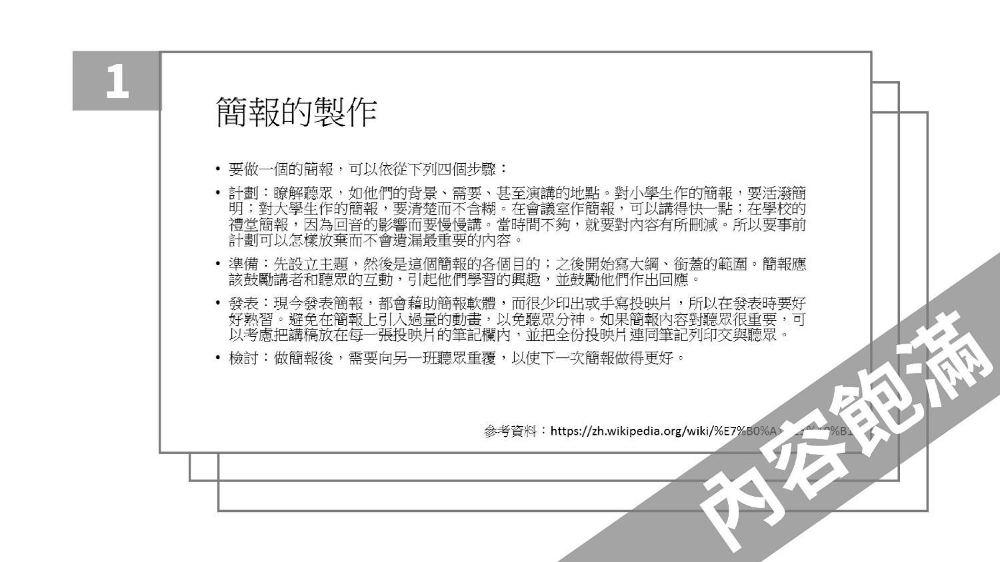 1
簡報的製作
• 要做一個的簡報，可以依從下列四個步驟：
• 計劃：瞭解聽眾，如他們的背景、需要、甚至演講的地點。對小學生作的簡報，要活潑簡
明；對大學生作的簡報，要清楚而不含糊。在會議室作簡報，可以講得快一點；在學校的
禮堂簡報，因為回音的影響而要慢慢講。當時間不夠，就要對內容有所刪減。所以要事前
計劃可以怎樣放棄而不會遺漏最重要的內容。
• 準備：先設立主題，然後是這個簡報的各個目的；之後開始寫大綱、銜蓋的範圍。簡報應
該鼓勵講者和聽眾的互動，引起他們學習的興趣，並鼓勵他們作出回應。
• 發表：現今發表簡報，都會藉助簡報軟體，而很少印出或手寫投映片，所以在發表時要好
好熟習。避免在簡報上引入過量的動畫，以免聽眾分神。如果簡報內容對聽眾很重要，可
以考慮把講稿放在每一張投映片的筆記欄內，並把全份投映片連同筆記列印交與聽眾。
• 檢討：做簡報後，需要向另一班聽眾重覆，以使下一次簡報做得更好。
參考資料：https://zh.wikipedia.org/wiki/%E7%B0%A
內容飽滿